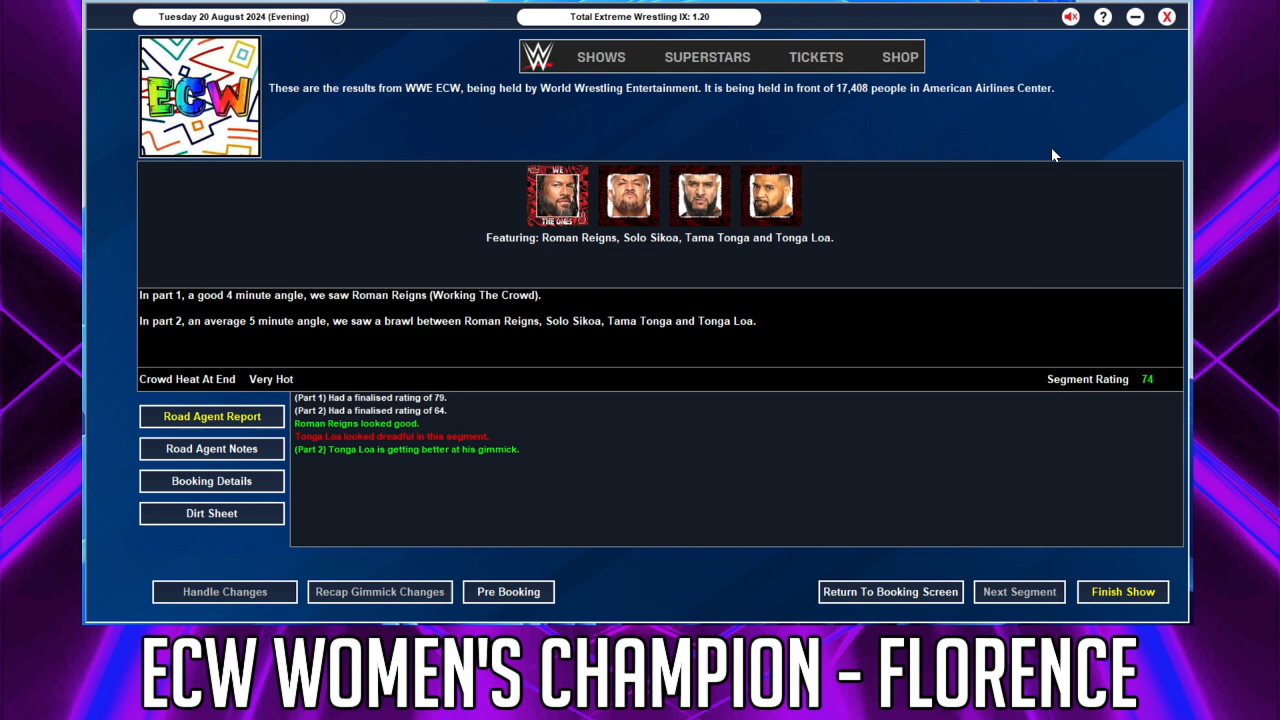 Tuesday 20 August 2024 (Evening)
Total Extreme Wrestling IX: 1.20
?
X
ECW
W
SHOWS
SUPERSTARS
TICKETS
SHOP
These are the results from WWE ECW, being held by World Wrestling Entertainment. It is being held in front of 17,408 people in American Airlines Center.
WE
THE ONES
Featuring: Roman Reigns, Solo Sikoa, Tama Tonga and Tonga Loa.
In part 1, a good 4 minute angle, we saw Roman Reigns (Working The Crowd).
In part 2, an average 5 minute angle, we saw a brawl between Roman Reigns, Solo Sikoa, Tama Tonga and Tonga Loa.
Crowd Heat At End Very Hot
Segment Rating 74
Road Agent Report
Road Agent Notes
Booking Details
Dirt Sheet
(Part 1) Had a finalised rating of 79.
(Part 2) Had a finalised rating of 64.
Roman Reigns looked good.
Tonga Loa looked dreadful in this segment.
(Part 2) Tonga Loa is getting better at his gimmick.
Handle Changes
Recap Gimmick Changes
Pre Booking
Return To Booking Screen
Next Segment
Finish Show
ECW WOMEN'S CHAMPION - FLORENCE